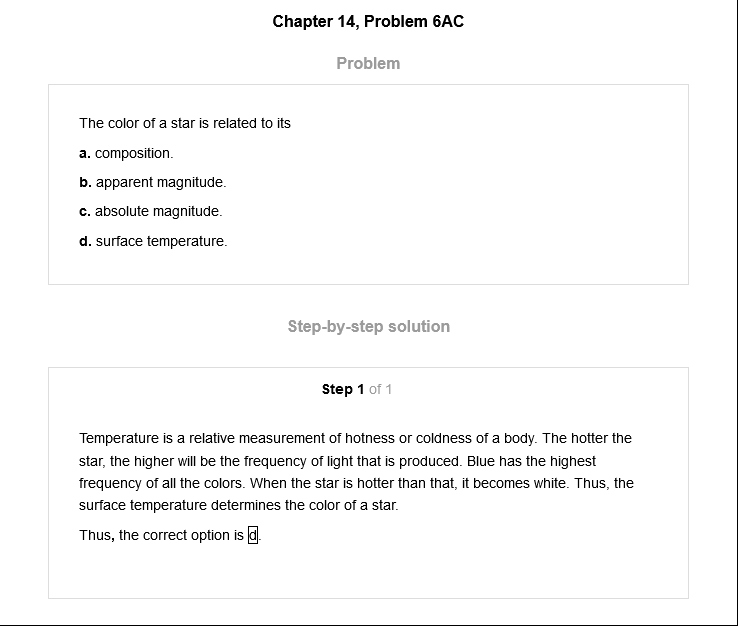 Chapter 14, Problem 6AC
Problem
The color of a star is related to its
a. composition.
b. apparent magnitude.
c. absolute magnitude.
d. surface temperature.
Step-by-step solution
Step 1 of 1
Temperature is a relative measurement of hotness or coldness of a body. The hotter the
star, the higher will be the frequency of light that is produced. Blue has the highest
frequency of all the colors. When the star is hotter than that, it becomes white. Thus, the
surface temperature determines the color of a star.
Thus, the correct option is d.